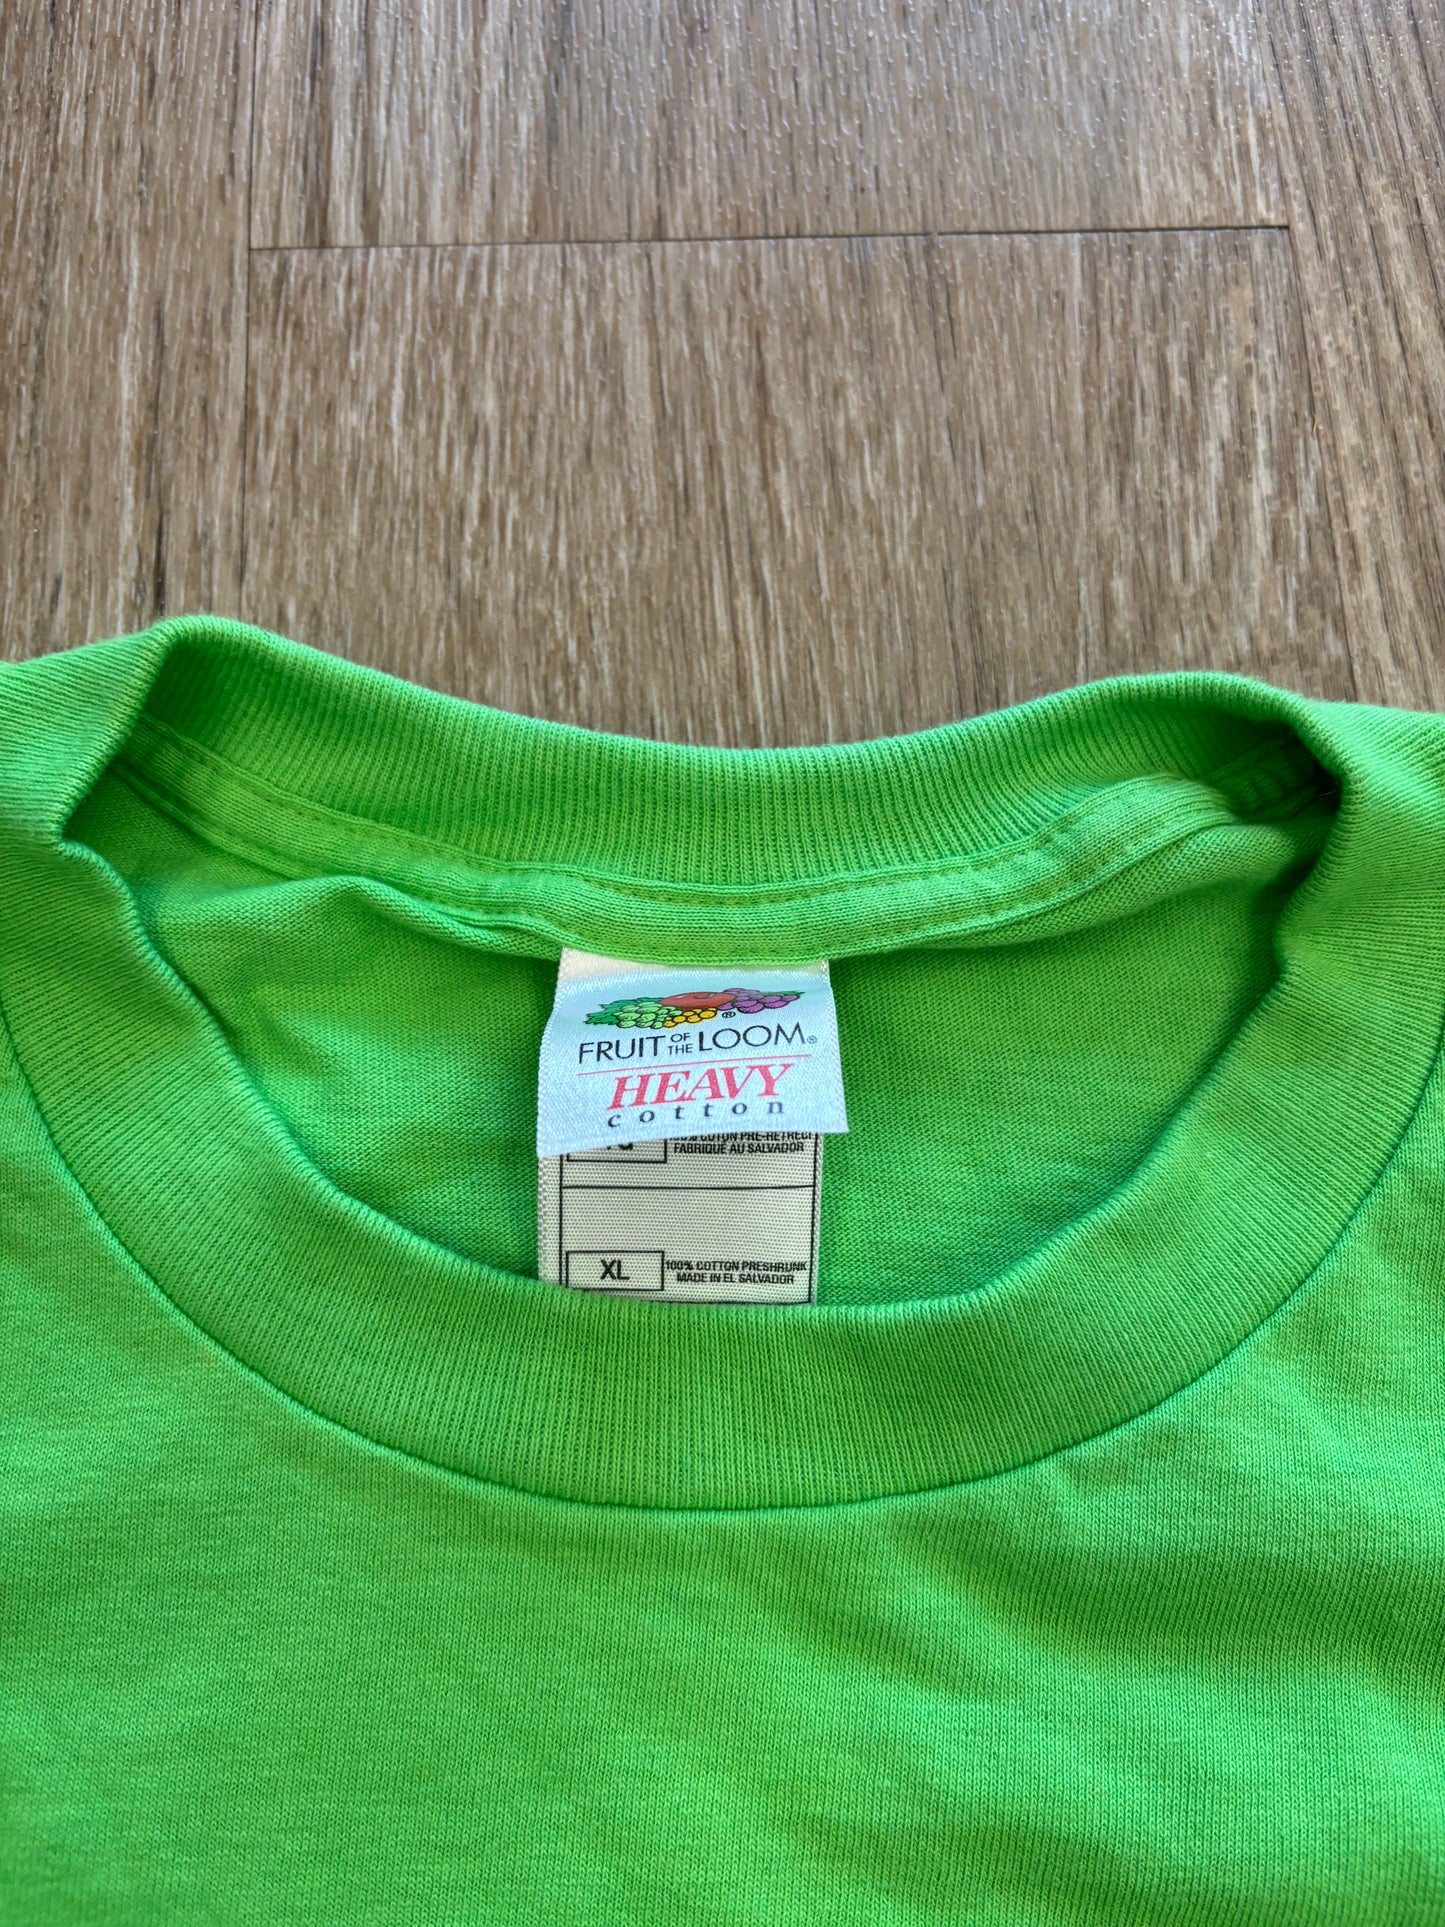 FRUIT OF THE LOOM®
HEAVY
cotton
FABRIQUE AU SALVADOR
XL 100% COTTON PRESHRUNK
MADE IN EL SALVADOR